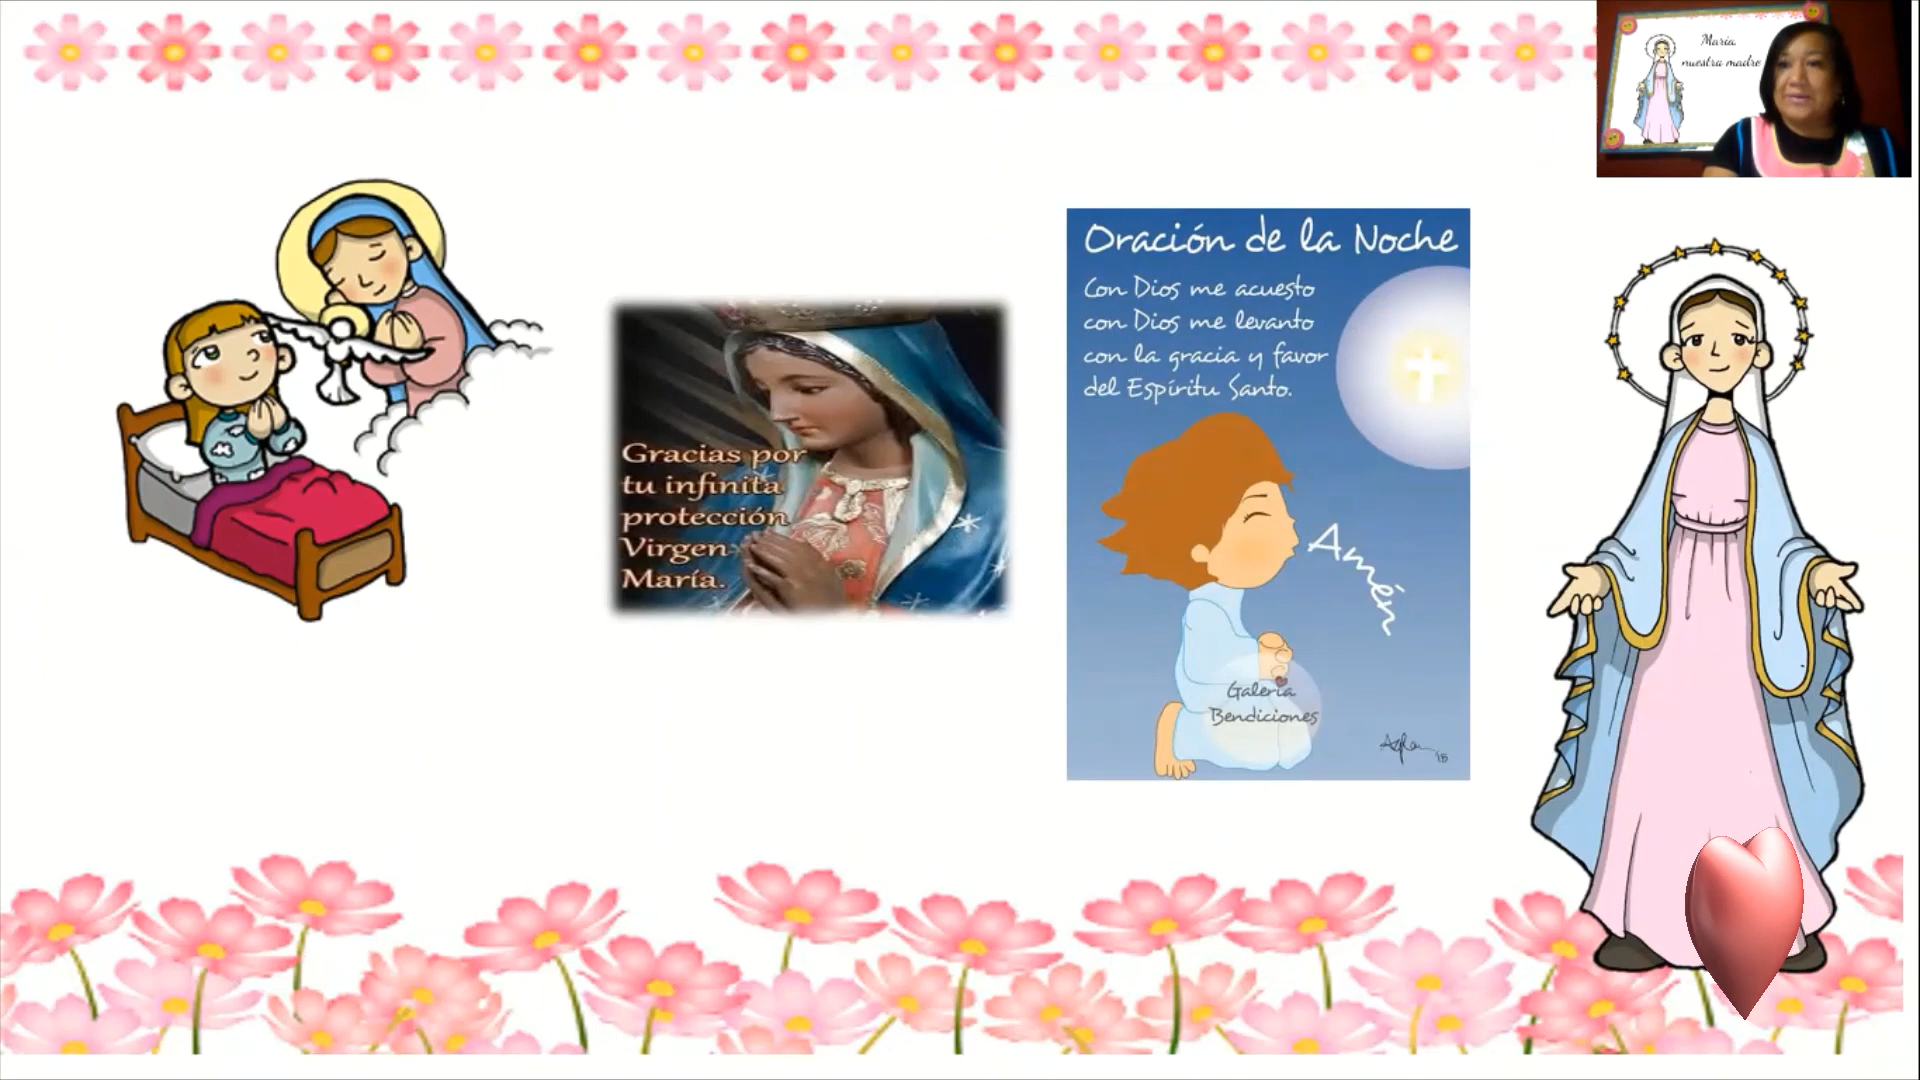 María,
nuestra madre
Gracias por
tu infinita
protección
Virgen
María.
Oración de la Noche
Con Dios me acuesto
con Dios me levanto
con la gracia y favor
del Espíritu Santo.
Amén
Galería
Bendiciones